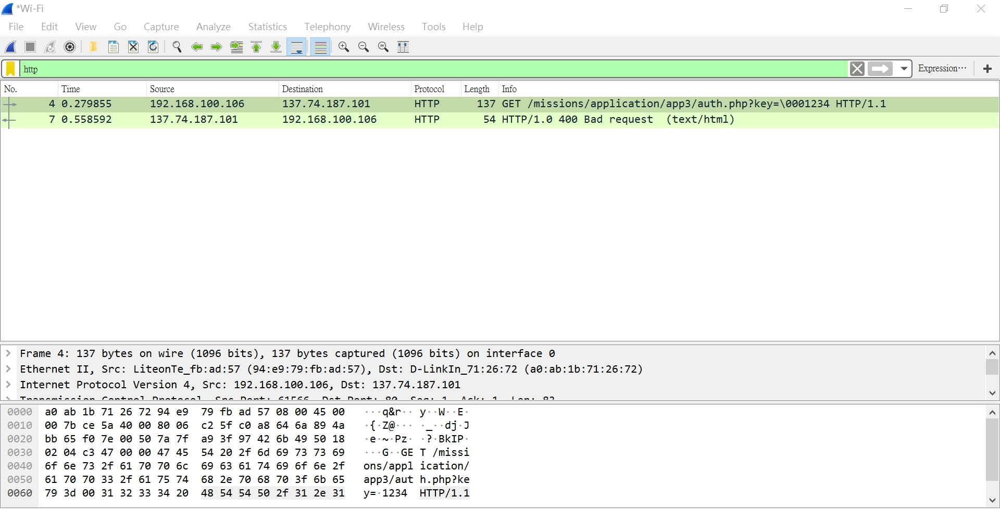 *Wi-Fi
File Edit View Go Capture Analyze Statistics Telephony Wireless Tools Help
http Expression…
No. Time Source Destination Protocol Length Info
4 0.279855 192.168.100.106 137.74.187.101 HTTP 137 GET /missions/application/app3/auth.php?key=\0001234 HTTP/1.1
7 0.558592 137.74.187.101 192.168.100.106 HTTP 54 HTTP/1.0 400 Bad request (text/html)
Frame 4: 137 bytes on wire (1096 bits), 137 bytes captured (1096 bits) on interface 0
Ethernet II, Src: LiteonTe_fb:ad:57 (94:e9:79:fb:ad:57), Dst: D-LinkIn_71:26:72 (a0:ab:1b:71:26:72)
Internet Protocol Version 4, Src: 192.168.100.106, Dst: 137.74.187.101
Transmission Control Protocol, Src Port: 61566, Dst Port: 80, Seq: 1, Ack: 1, Len: 83
0000 a0 ab 1b 71 26 72 94 e9 79 fb ad 57 08 00 45 00 ···q&r·· y··W··E·
0010 00 7b ce 5a 40 00 80 06 c2 5f c0 a8 64 6a 89 4a ·{·Z@··· ·_··dj·J
0020 bb 65 f0 7e 00 50 7a 7f a9 3f 97 42 6b 49 50 18 ·e·~·Pz· ·?·BkIP·
0030 02 04 c3 47 00 00 47 45 54 20 2f 6d 69 73 73 69 ···G··GE T /missi
0040 6f 6e 73 2f 61 70 70 6c 69 63 61 74 69 6f 6e 2f ons/appl ication/
0050 61 70 70 33 2f 61 75 74 68 2e 70 68 70 3f 6b 65 app3/aut h.php?ke
0060 79 3d 00 31 32 33 34 20 48 54 54 50 2f 31 2e 31 y=·1234 HTTP/1.1